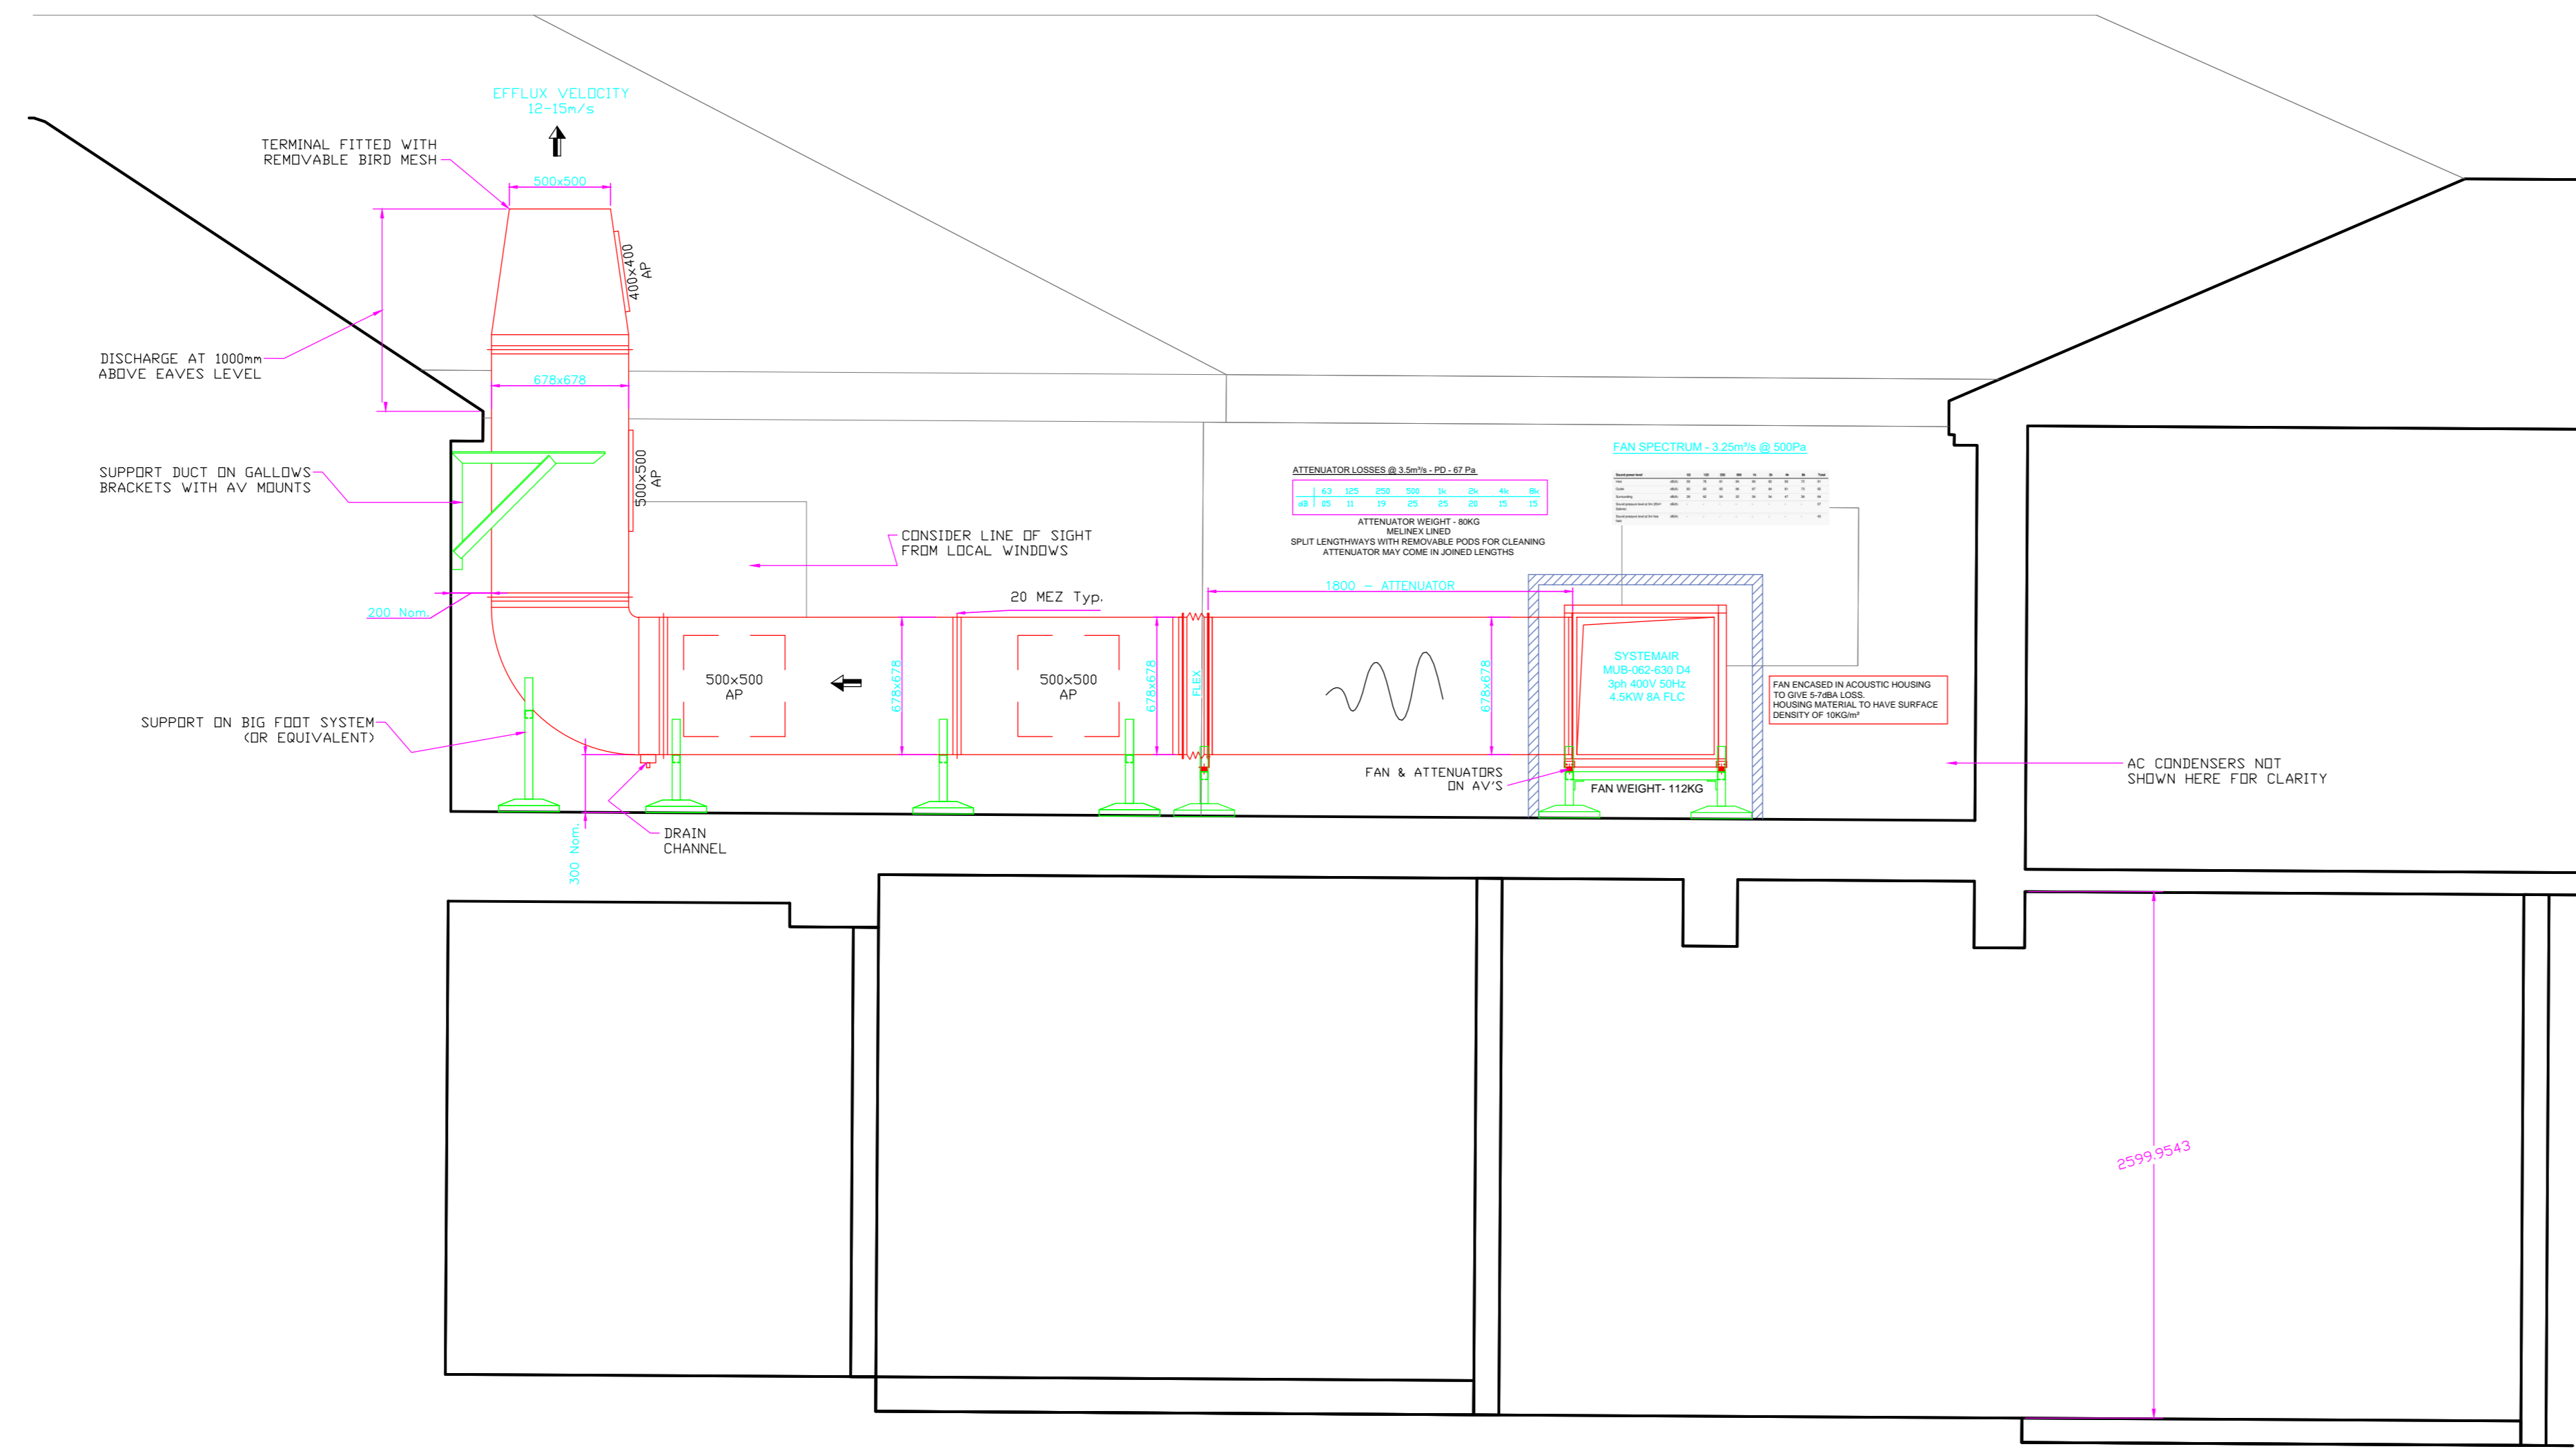 EFFLUX VELOCITY
12-15m/s
TERMINAL FITTED WITH
REMOVABLE BIRD MESH
500x500
400x400
AP
DISCHARGE AT 1000mm
ABOVE EAVES LEVEL
678x678
SUPPORT DUCT ON GALLOWS
BRACKETS WITH AV MOUNTS
500x500
AP
FAN SPECTRUM - 3.25m³/s @ 500Pa
ATTENUATOR LOSSES @ 3.5m³/s - PD - 67 Pa
63 125 250 500 1k 2k 4k 8k
dB 05 11 19 25 25 20 15 15
ATTENUATOR WEIGHT - 80KG
MELINEX LINED
SPLIT LENGTHWAYS WITH REMOVABLE PODS FOR CLEANING
ATTENUATOR MAY COME IN JOINED LENGTHS
CONSIDER LINE OF SIGHT
FROM LOCAL WINDOWS
1800 - ATTENUATOR
20 MEZ Typ.
200 Nom.
500x500
AP
678x678
500x500
AP
678x678
FLEX
678x678
SYSTEMAIR
MUB-062-630 D4
3ph 400V 50Hz
4.5KW 8A FLC
FAN ENCASED IN ACOUSTIC HOUSING
TO GIVE 5-7dBA LOSS.
HOUSING MATERIAL TO HAVE SURFACE
DENSITY OF 10KG/m²
SUPPORT ON BIG FOOT SYSTEM
(OR EQUIVALENT)
FAN & ATTENUATORS
ON AV'S
FAN WEIGHT- 112KG
AC CONDENSERS NOT
SHOWN HERE FOR CLARITY
DRAIN
CHANNEL
300 Nom.
2599.9543